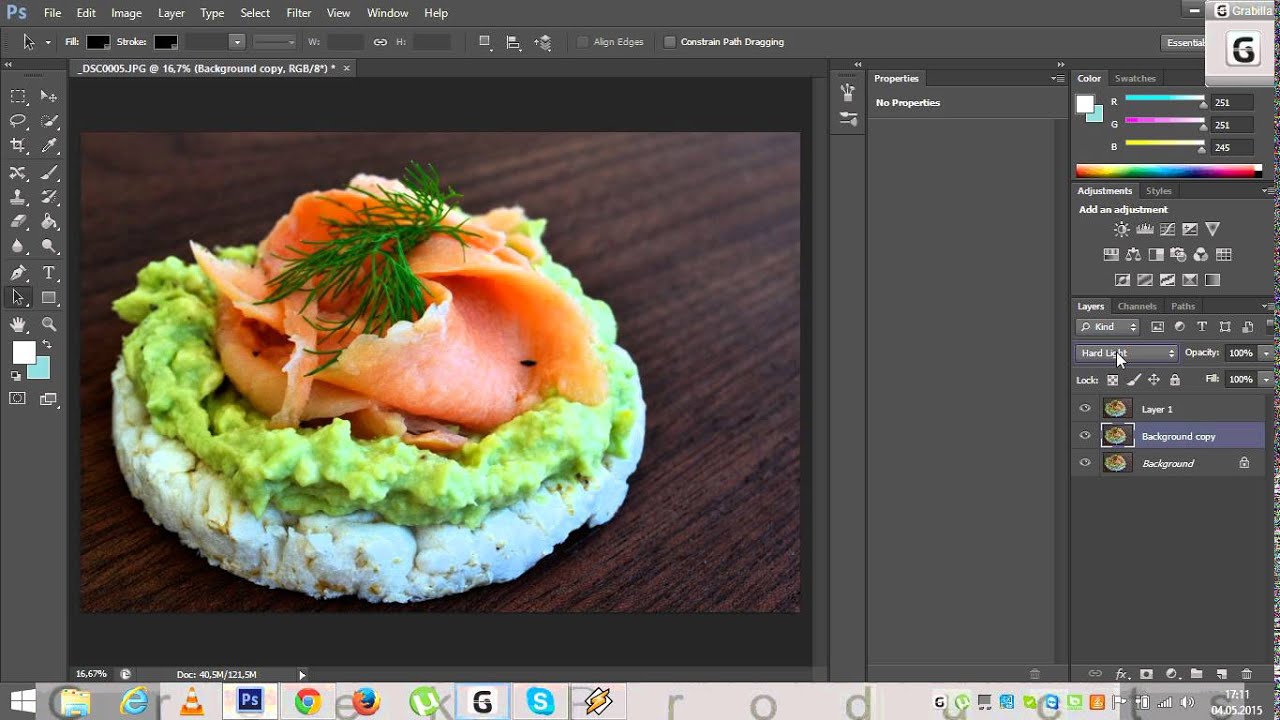 Ps File Edit Image Layer Type Select Filter View Window Help
Grabilla
Fill: Stroke: W: H: Align Edges Constrain Path Dragging Essential
_DSC0005.JPG @ 16,7% (Background copy, RGB/8*) * ×
Properties
No Properties
Color Swatches
R 251
G 251
B 245
Adjustments Styles
Add an adjustment
Layers Channels Paths
Kind
Hard Light Opacity: 100%
Lock: Fill: 100%
Layer 1
Background copy
Background
16,67% Doc: 40,5M/121,5M
Ps
17:11
04.05.2015